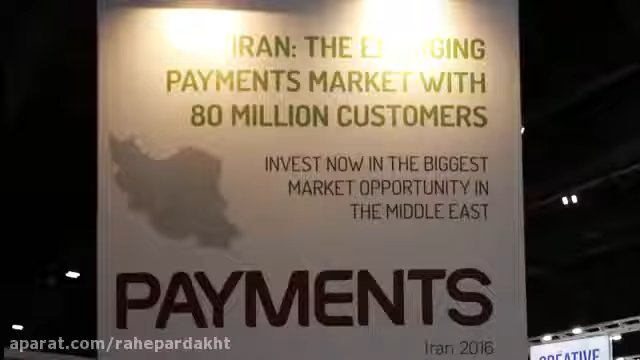 IRAN: THE EMERGING
PAYMENTS MARKET WITH
80 MILLION CUSTOMERS
INVEST NOW IN THE BIGGEST
MARKET OPPORTUNITY IN
THE MIDDLE EAST
PAYMENTS
Iran 2016
CREATIVE
aparat.com/rahepardakht